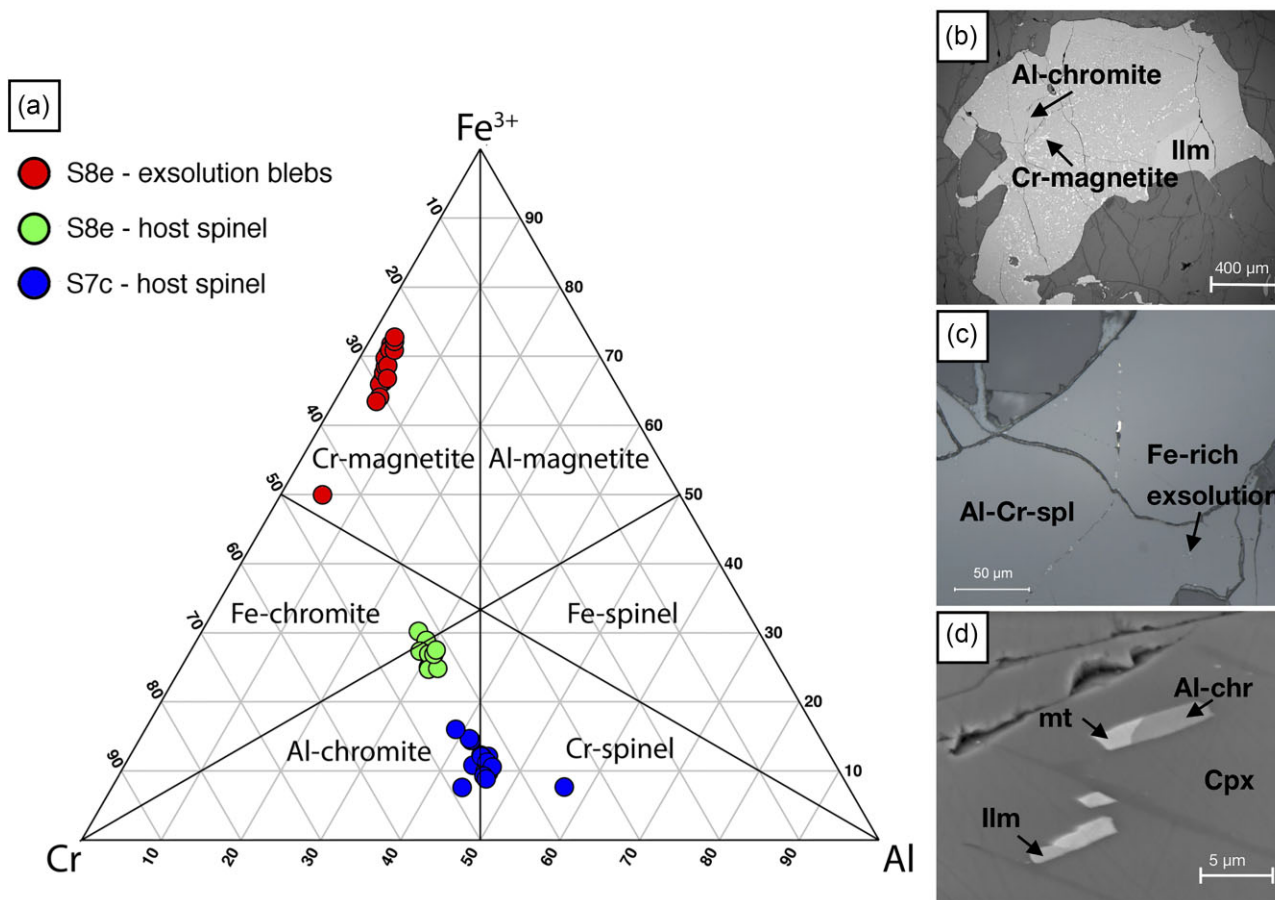 (a)
Fe3+
S8e - exsolution blebs
S8e - host spinel
S7c - host spinel
10
20
30
40
50
60
70
80
90
90
80
70
60
50
40
30
20
10
Cr-magnetite
Al-magnetite
Fe-chromite
Fe-spinel
Al-chromite
Cr-spinel
Cr
Al
10
20
30
40
50
60
70
80
90
(b)
Al-chromite
Ilm
Cr-magnetite
400 µm
(c)
Fe-rich
exsolution
Al-Cr-spl
50 µm
(d)
Al-chr
mt
Cpx
Ilm
5 µm